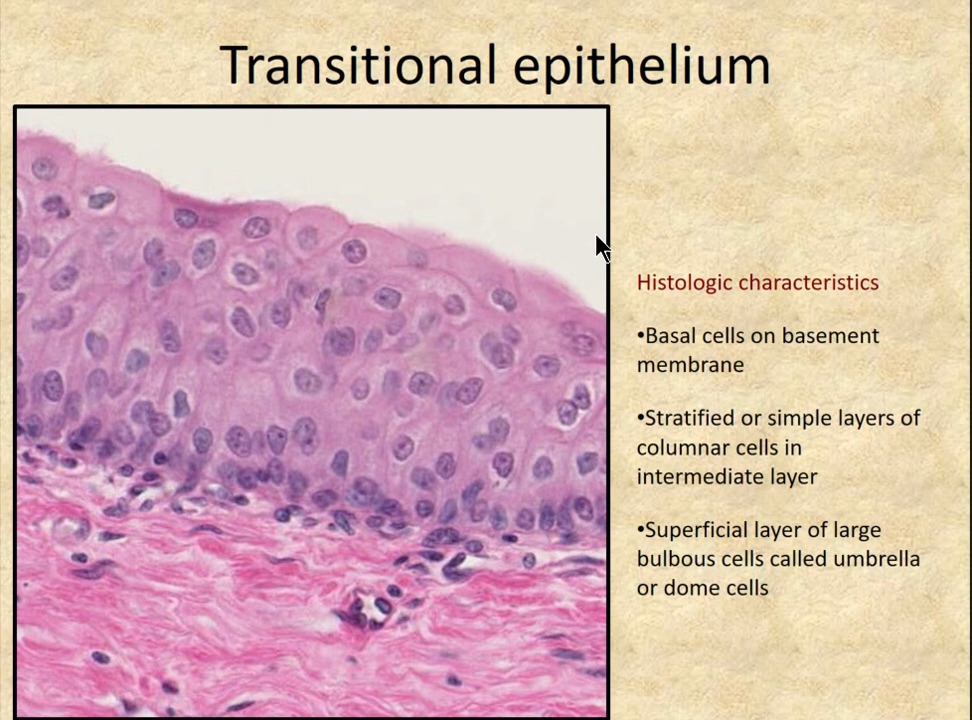 Transitional epithelium
Histologic characteristics
•Basal cells on basement
membrane
•Stratified or simple layers of
columnar cells in
intermediate layer
•Superficial layer of large
bulbous cells called umbrella
or dome cells